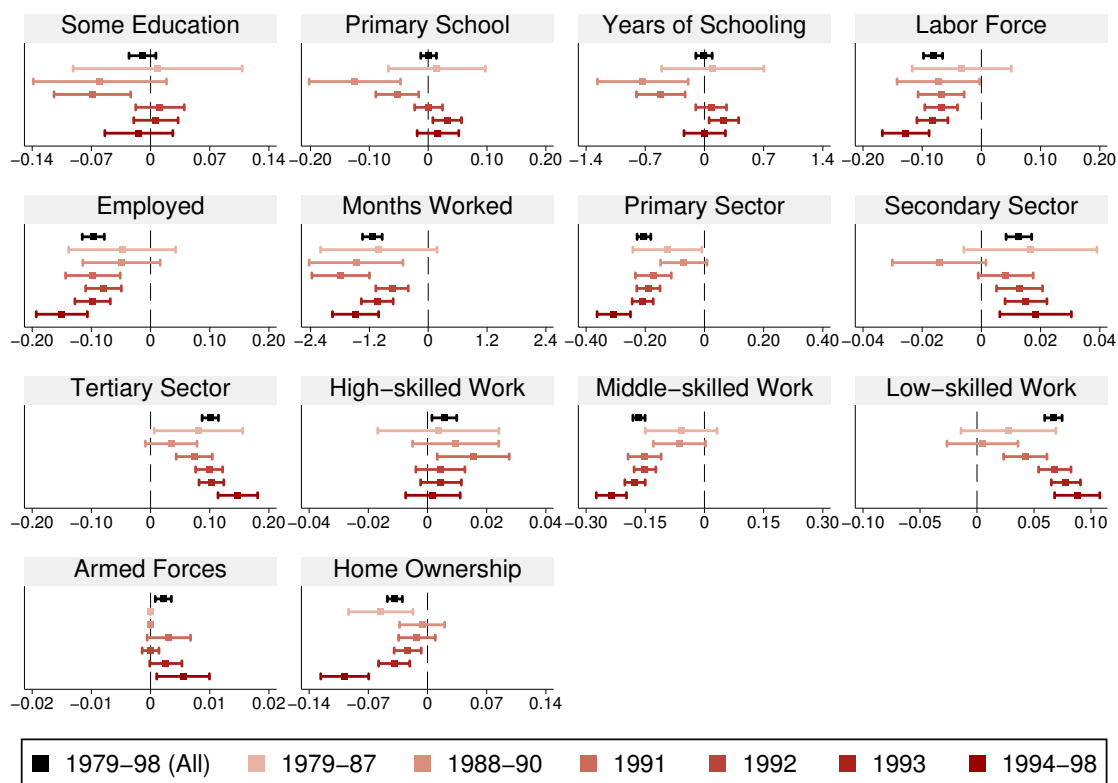 Some Education Primary School Years of Schooling Labor Force
−0.14 −0.07 0 0.07 0.14 −0.20 −0.10 0 0.10 0.20 −1.4 −0.7 0 0.7 1.4 −0.20 −0.10 0 0.10 0.20
Employed Months Worked Primary Sector Secondary Sector
−0.20 −0.10 0 0.10 0.20 −2.4 −1.2 0 1.2 2.4 −0.40 −0.20 0 0.20 0.40 −0.04 −0.02 0 0.02 0.04
Tertiary Sector High−skilled Work Middle−skilled Work Low−skilled Work
−0.20 −0.10 0 0.10 0.20 −0.04 −0.02 0 0.02 0.04 −0.30 −0.15 0 0.15 0.30 −0.10 −0.05 0 0.05 0.10
Armed Forces Home Ownership
−0.02 −0.01 0 0.01 0.02 −0.14 −0.07 0 0.07 0.14
1979−98 (All) 1979−87 1988−90 1991 1992 1993 1994−98